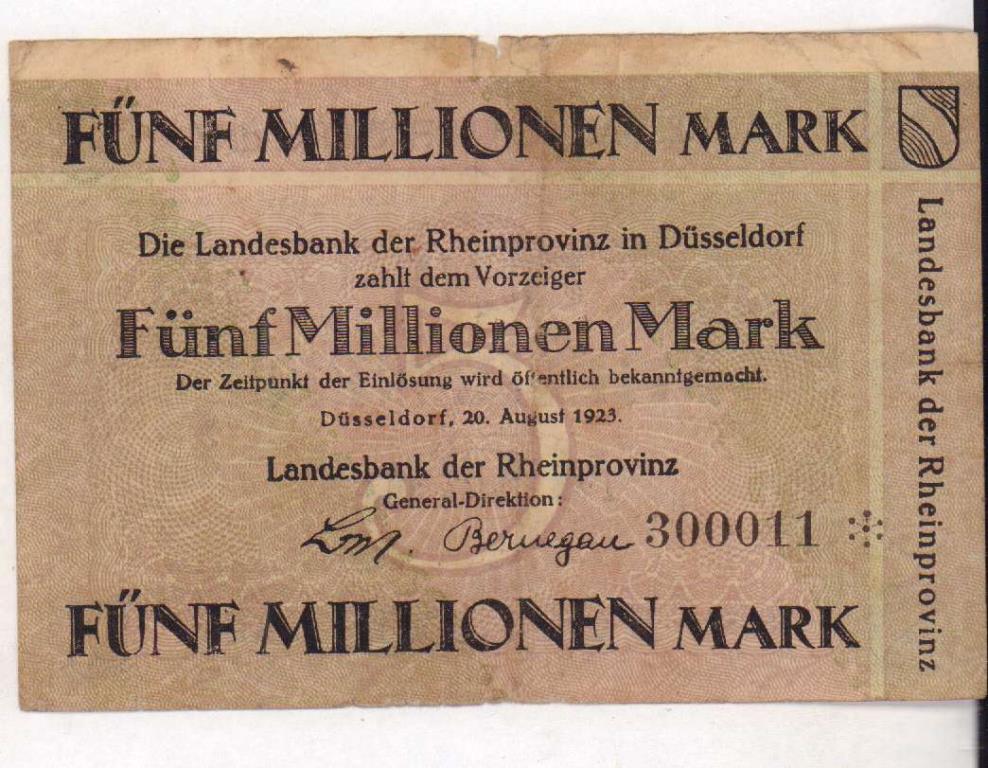 FÜNF MILLIONEN MARK
Die Landesbank der Rheinprovinz in Düsseldorf
zahlt dem Vorzeiger
Fünf Millionen Mark
Der Zeitpunkt der Einlösung wird öffentlich bekanntgemacht.
Düsseldorf, 20. August 1923.
Landesbank der Rheinprovinz
General-Direktion:
Bernegau 300011
FÜNF MILLIONEN MARK
Landesbank der Rheinprovinz
5